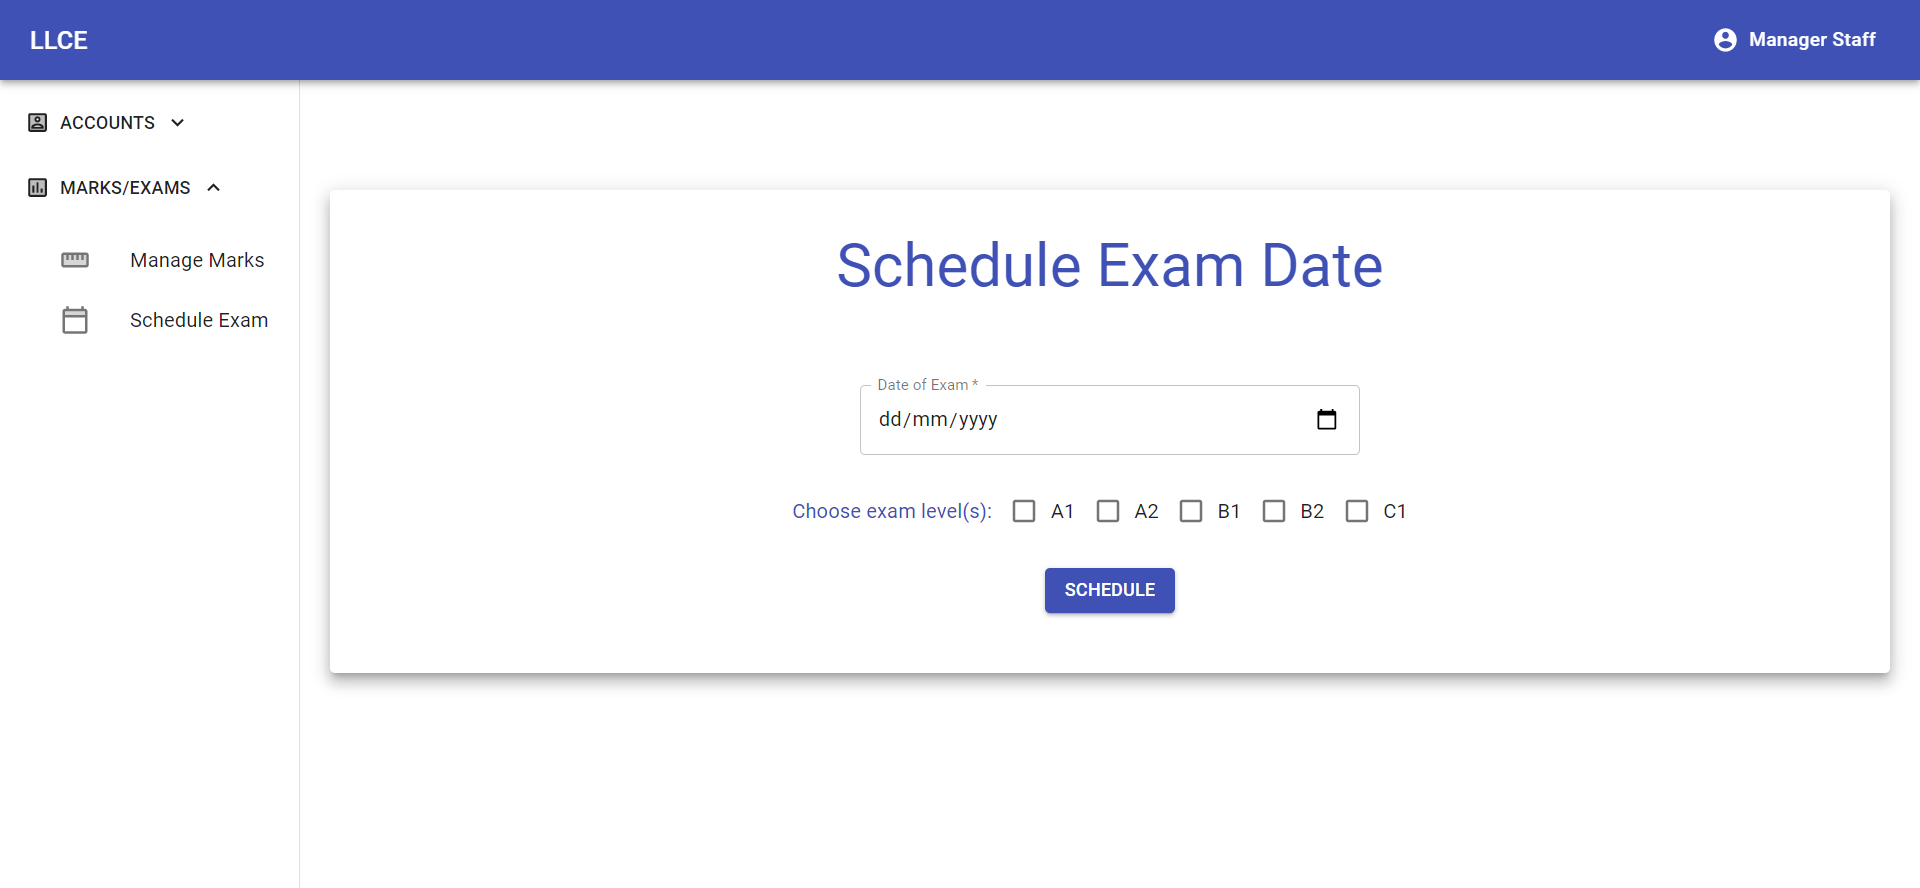 LLCE
Manager Staff
ACCOUNTS
MARKS/EXAMS
Manage Marks
Schedule Exam
Schedule Exam Date
Date of Exam *
dd/mm/yyyy
Choose exam level(s): A1 A2 B1 B2 C1
SCHEDULE